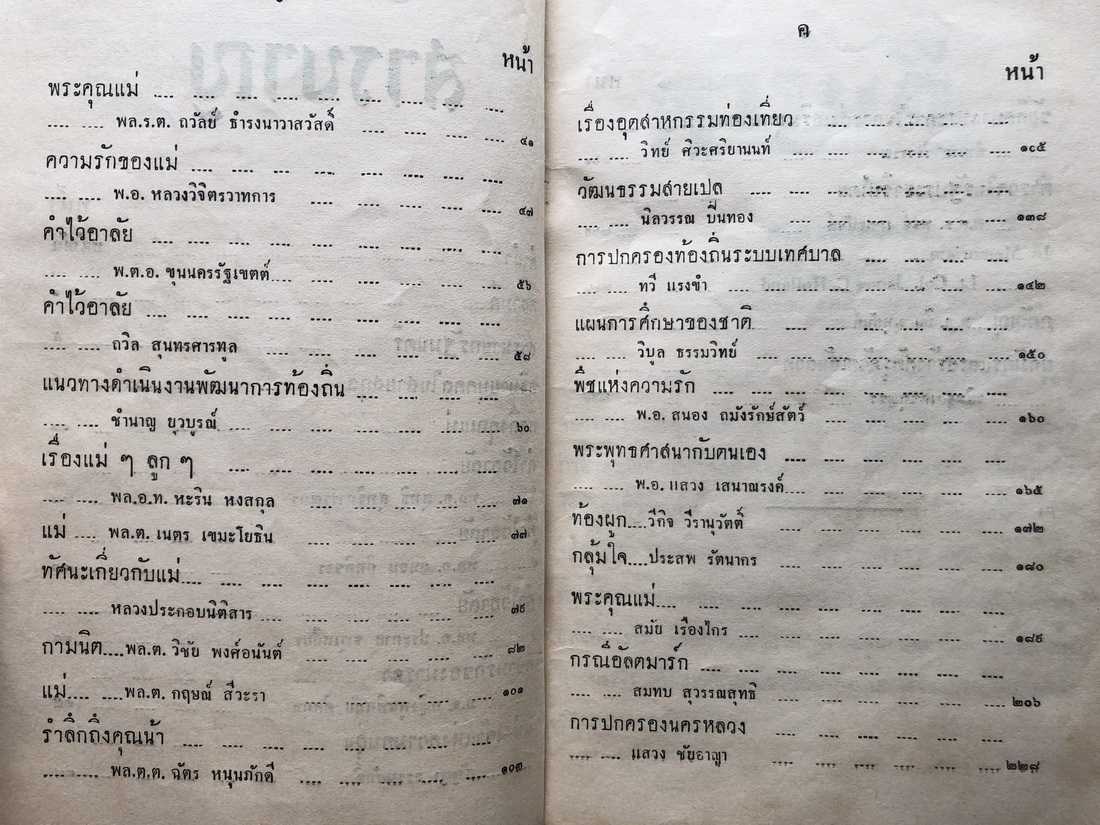 หน้า
พระคุณแม่ .... .... .... .... .... .... .... .... .... ....
.... .... พล.ร.ต. ถวัลย์ ธำรงนาวาสวัสดิ์ .... .... .... .... ๔๑
ความรักของแม่ .... .... .... .... .... .... .... .... ....
.... .... พ.อ. หลวงวิจิตรวาทการ .... .... .... .... .... ๔๗
คำไว้อาลัย .... .... .... .... .... .... .... .... .... ....
.... .... พ.ต.อ. ขุนนครรัฐเขตต์.... .... .... .... .... ๕๖
คำไว้อาลัย .... .... .... .... .... .... .... .... .... ....
.... .... ถวิล สุนทรศารทูล .... .... .... .... .... .... ๕๘
แนวทางดำเนินงานพัฒนาการท้องถิ่น .... .... .... ....
.... .... ชำนาญ ยุวบูรณ์ .... .... .... .... .... .... ๖๐
เรื่องแม่ ๆ ลูก ๆ .... .... .... .... .... .... ....
.... .... พล.อ.ท. หะริน หงสกุล .... .... .... .... .... ๗๑
แม่ .... พล.ต. เนตร เขมะโยธิน .... .... .... .... .... ๗๗
ทัศนะเกี่ยวกับแม่.... .... .... .... .... .... .... ....
.... .... หลวงประกอบนิติสาร .... .... .... .... .... .... ๗๙
กามนิต....พล.ต. วิชัย พงศ์อนันต์ .... .... .... .... .... ๘๒
แม่.... ....พล.ต. กฤษณ์ สีวะรา .... .... .... .... .... ๑๐๑
รำลึกถึงคุณน้า .... .... .... .... .... .... .... .... ....
.... .... พล.ต.ต. ฉัตร หนุนภักดี .... .... .... .... .... ๑๐๓
ค
หน้า
เรื่องอุตสาหกรรมท่องเที่ยว .... .... .... .... ....
.... .... วิทย์ ศิวะศริยานนท์ .... .... .... .... .... ๑๐๕
วัฒนธรรมสายเปล .... .... .... .... .... .... ....
.... .... นิลวรรณ ปิ่นทอง .... .... .... .... .... ๑๓๘
การปกครองท้องถิ่นระบบเทศบาล .... .... .... ....
.... .... ทวี แรงขำ .... .... .... .... .... .... ๑๔๒
แผนการศึกษาของชาติ .... .... .... .... .... ....
.... .... วิบูล ธรรมวิทย์ .... .... .... .... .... .... ๑๕๐
พืชแห่งความรัก .... .... .... .... .... .... .... ....
.... .... พ.อ. สนอง ถมังรักษ์สัตว์ .... .... .... .... ๑๖๐
พระพุทธศาสนากับตนเอง .... .... .... .... .... ....
.... .... พ.อ. แสวง เสนาณรงค์.... .... .... .... .... ๑๖๕
ท้องผูก....วีกิจ วีรานุวัตติ์ .... .... .... .... .... .... ๑๗๒
กลุ้มใจ....ประสพ รัตนากร .... .... .... .... .... .... ๑๘๐
พระคุณแม่.... .... .... .... .... .... .... .... ....
.... .... สมัย เรืองไกร .... .... .... .... .... .... .... ๑๘๙
กรณีอัลตมาร์ก .... .... .... .... .... .... .... ....
.... .... สมทบ สุวรรณสุทธิ .... .... .... .... .... .... ๒๐๖
การปกครองนครหลวง .... .... .... .... .... ....
.... .... แสวง ชัยอาญา .... .... .... .... .... .... ๒๒๘